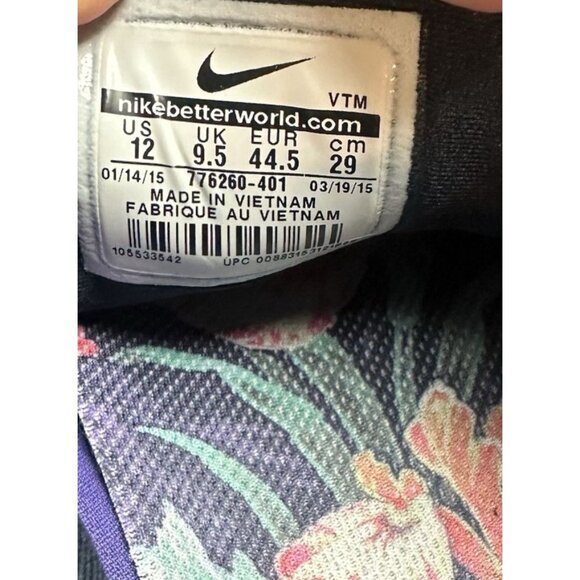 VTM
nikebetterworld.com
US UK EUR cm
12 9.5 44.5 29
01/14/15 776260-401 03/19/15
MADE IN VIETNAM
FABRIQUE AU VIETNAM
105533542 UPC